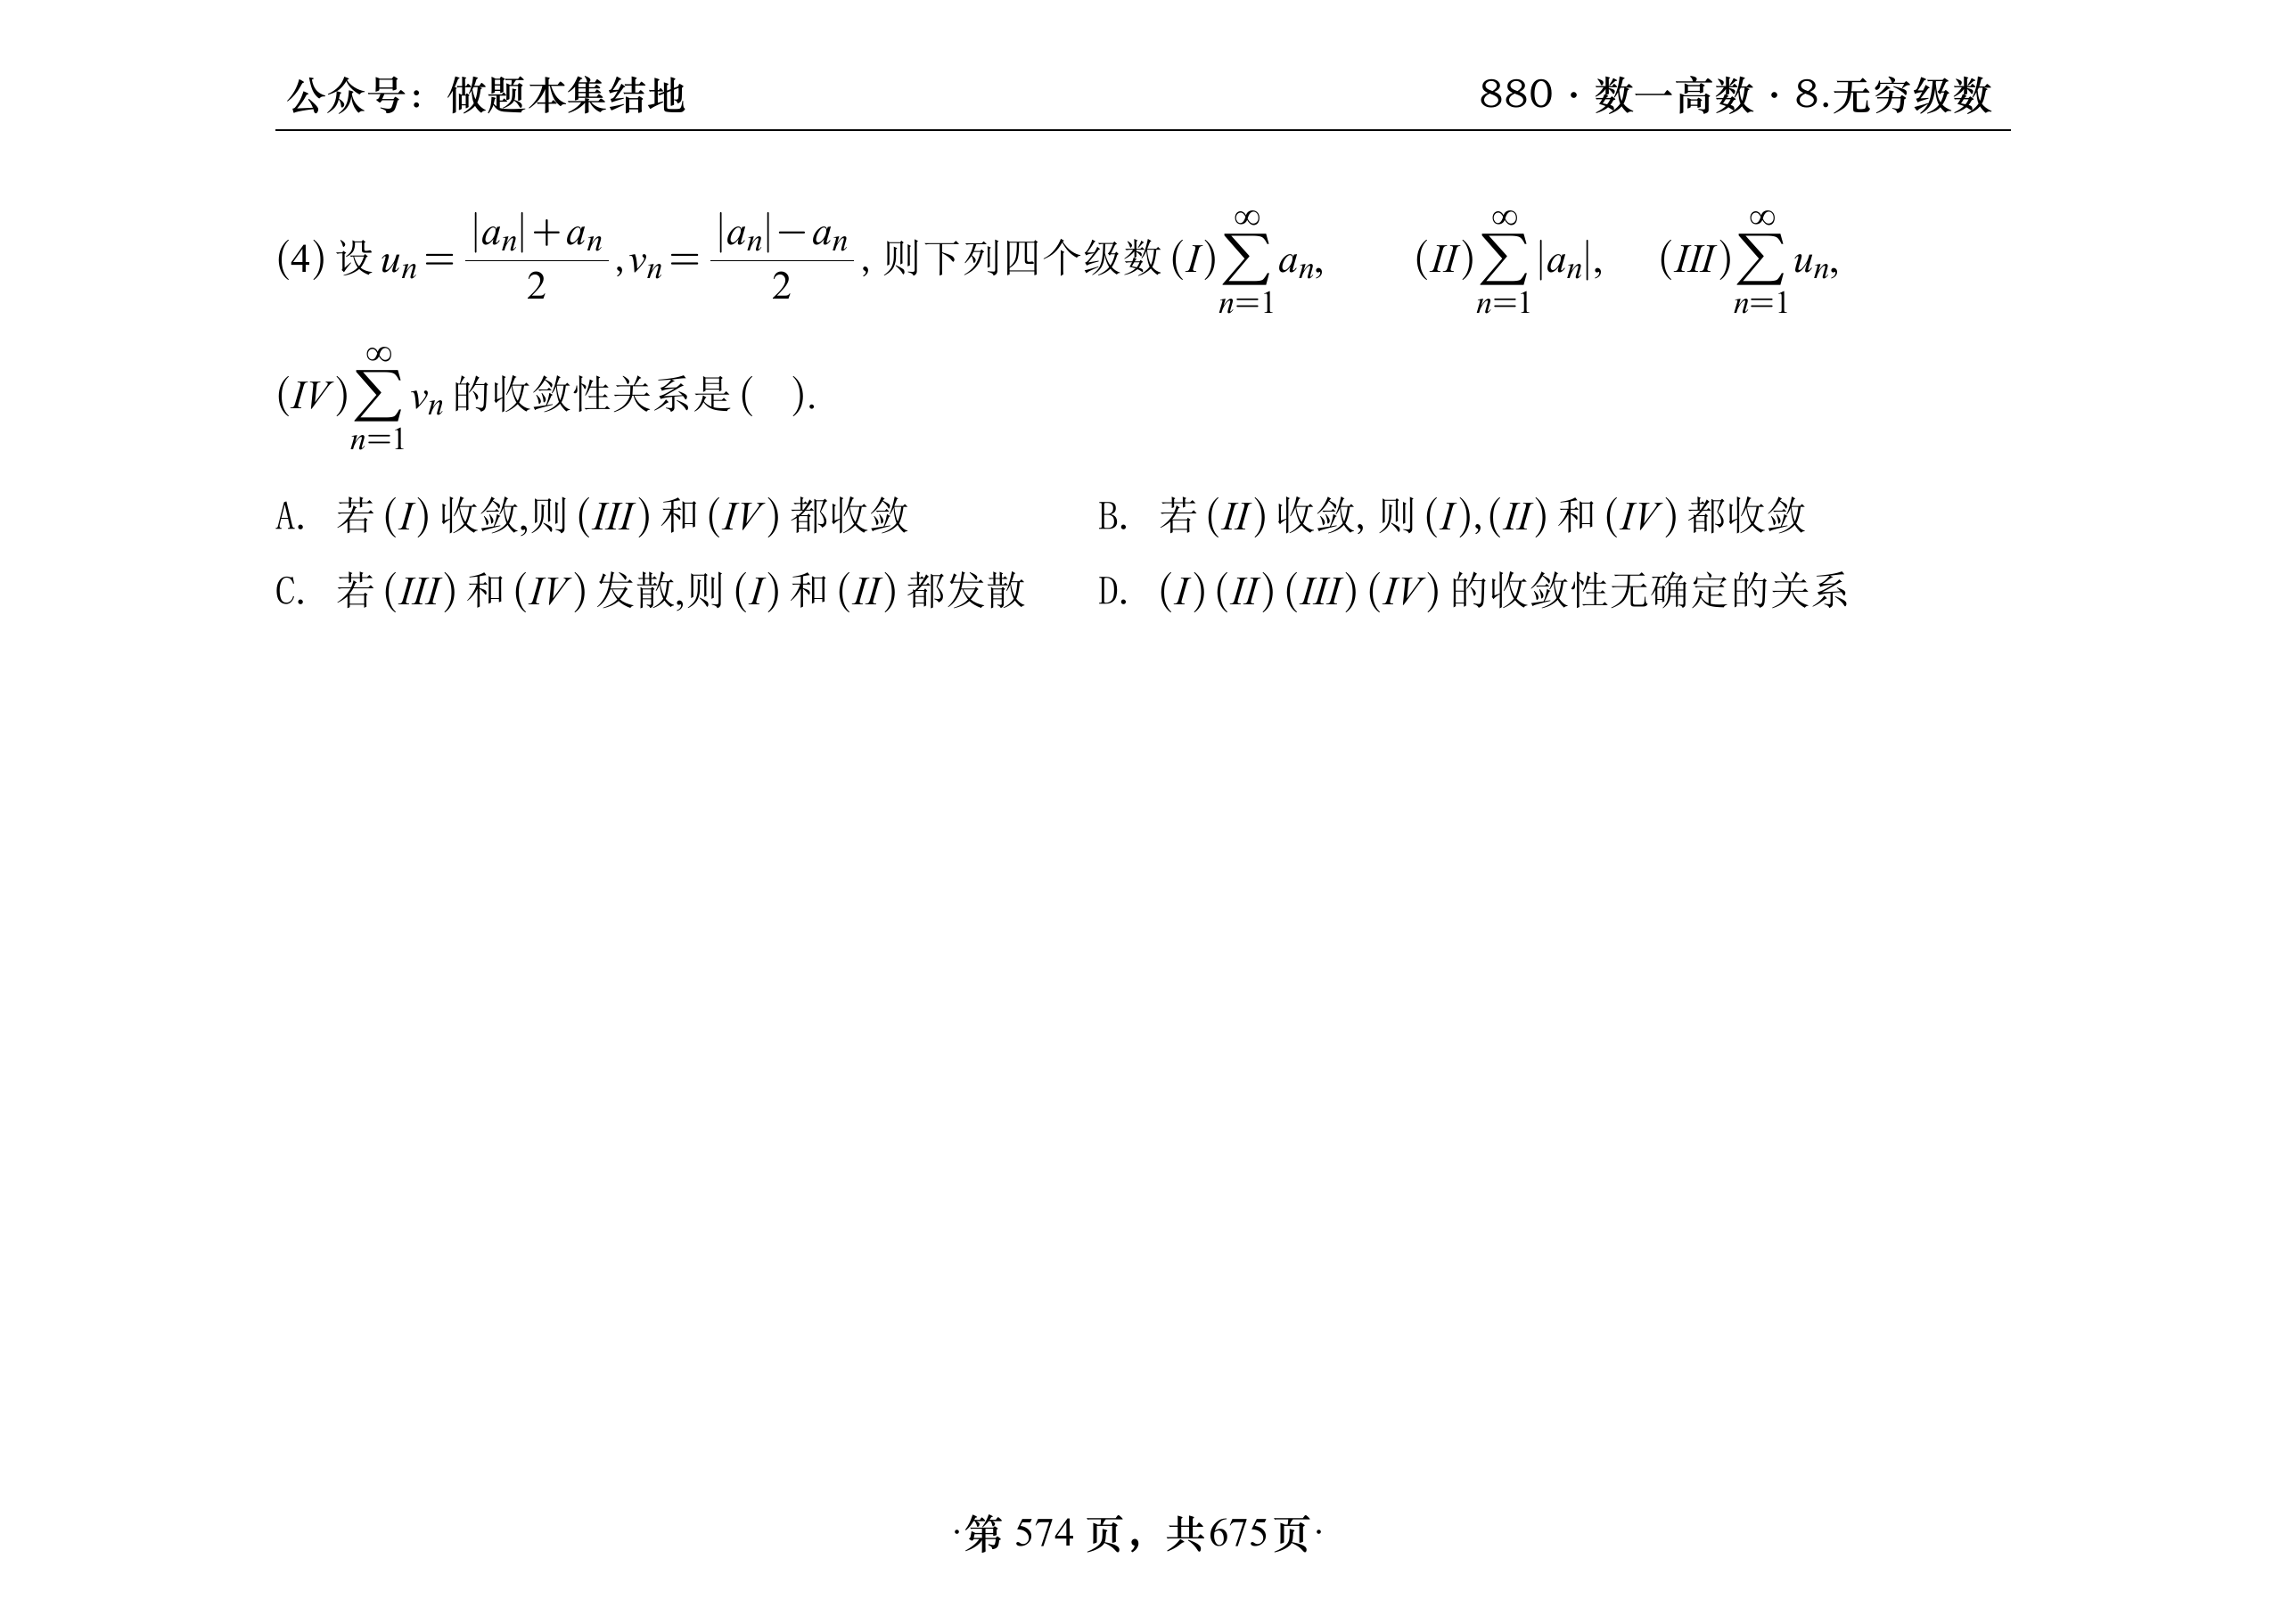 公众号：做题本集结地 880·数一高数·8.无穷级数
(4) 设 $u_n=\frac{|a_n|+a_n}{2}, v_n=\frac{|a_n|-a_n}{2}$, 则下列四个级数 $(I)\sum_{n=1}^{\infty}a_n$, $(II)\sum_{n=1}^{\infty}|a_n|$, $(III)\sum_{n=1}^{\infty}u_n$,
$(IV)\sum_{n=1}^{\infty}v_n$ 的收敛性关系是 ( ).
A. 若 (I) 收敛,则 (III) 和 (IV) 都收敛 B. 若 (II) 收敛, 则 (I),(II) 和 (IV) 都收敛
C. 若 (III) 和 (IV) 发散,则 (I) 和 (II) 都发散 D. (I) (II) (III) (IV) 的收敛性无确定的关系
·第 574 页，共675页·